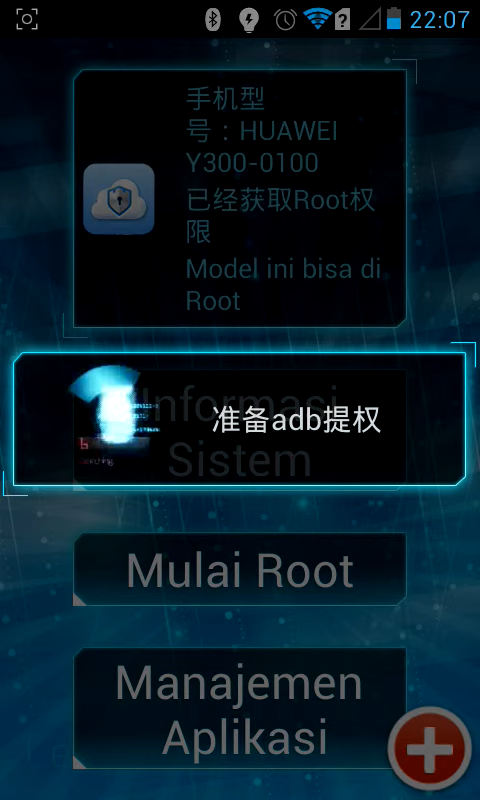 22:07
手机型
号：HUAWEI
Y300-0100
已经获取Root权
限
Model ini bisa di
Root
Informasi
准备adb提权
Sistem
Mulai Root
Manajemen
Aplikasi